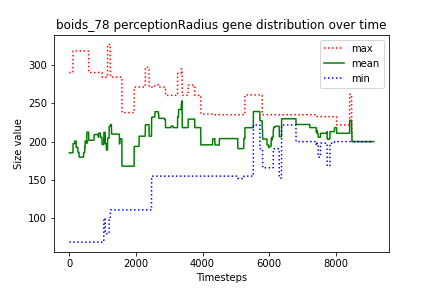 boids_78 perceptionRadius gene distribution over time
max
mean
min
Size value
300
250
200
150
100
0
2000
4000
6000
8000
Timesteps